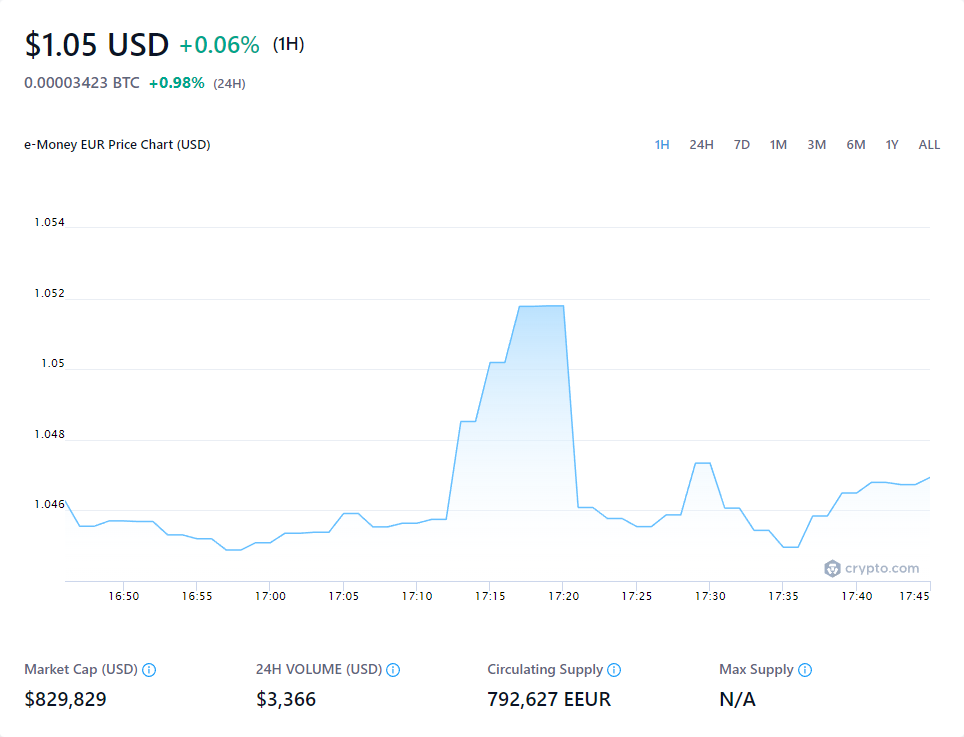 $1.05 USD +0.06% (1H)
0.00003423 BTC +0.98% (24H)
e-Money EUR Price Chart (USD) 1H 24H 7D 1M 3M 6M 1Y ALL
1.054
1.052
1.05
1.048
1.046
crypto.com
16:50 16:55 17:00 17:05 17:10 17:15 17:20 17:25 17:30 17:35 17:40 17:45
Market Cap (USD) 24H VOLUME (USD) Circulating Supply Max Supply
$829,829 $3,366 792,627 EEUR N/A